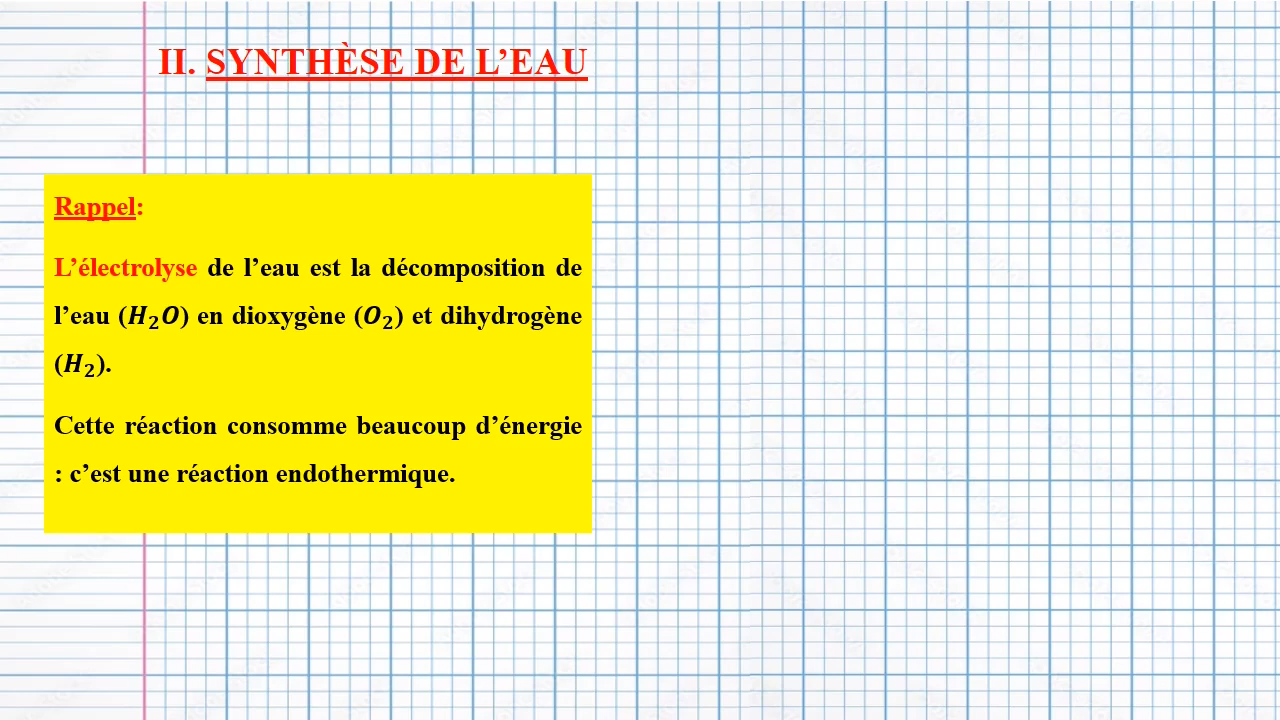 II. SYNTHÈSE DE L’EAU
Rappel:
L’électrolyse de l’eau est la décomposition de
l’eau (H₂O) en dioxygène (O₂) et dihydrogène
(H₂).
Cette réaction consomme beaucoup d’énergie
: c’est une réaction endothermique.